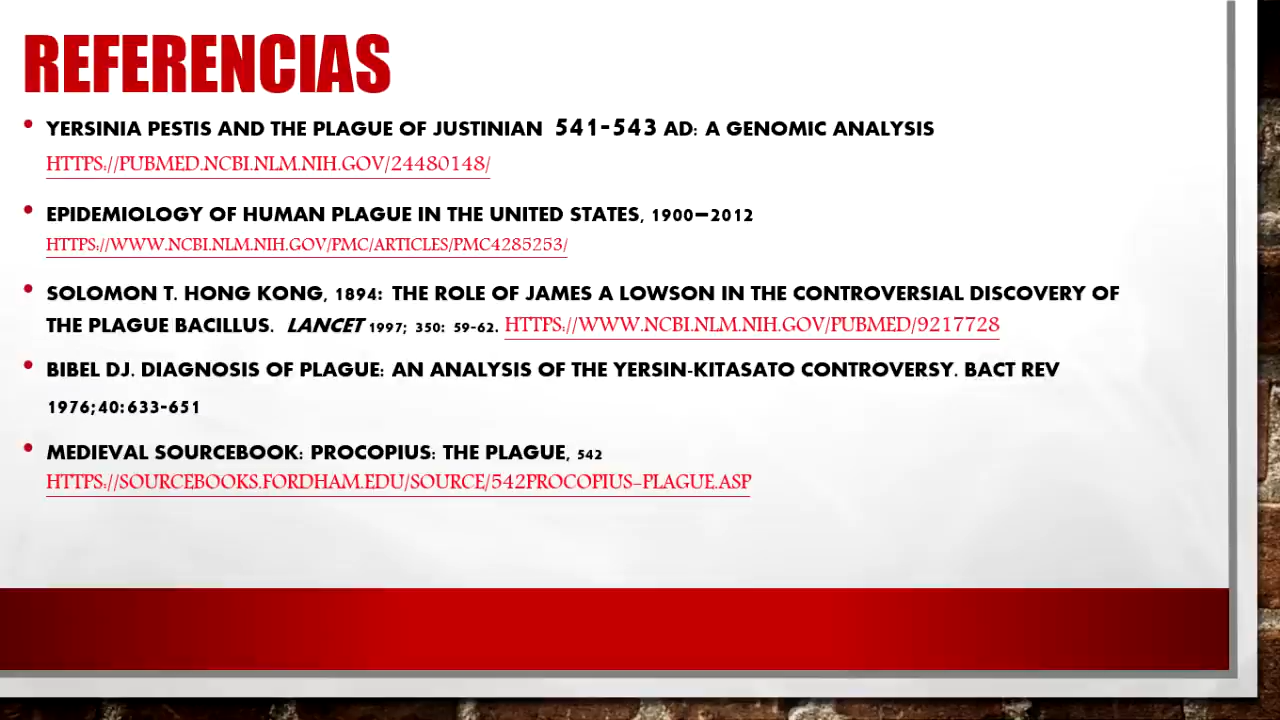 REFERENCIAS
• YERSINIA PESTIS AND THE PLAGUE OF JUSTINIAN 541-543 AD: A GENOMIC ANALYSIS
HTTPS://PUBMED.NCBI.NLM.NIH.GOV/24480148/
• EPIDEMIOLOGY OF HUMAN PLAGUE IN THE UNITED STATES, 1900–2012
HTTPS://WWW.NCBI.NLM.NIH.GOV/PMC/ARTICLES/PMC4285253/
• SOLOMON T. HONG KONG, 1894: THE ROLE OF JAMES A LOWSON IN THE CONTROVERSIAL DISCOVERY OF
THE PLAGUE BACILLUS. LANCET 1997; 350: 59-62. HTTPS://WWW.NCBI.NLM.NIH.GOV/PUBMED/9217728
• BIBEL DJ. DIAGNOSIS OF PLAGUE: AN ANALYSIS OF THE YERSIN-KITASATO CONTROVERSY. BACT REV
1976;40:633-651
• MEDIEVAL SOURCEBOOK: PROCOPIUS: THE PLAGUE, 542
HTTPS://SOURCEBOOKS.FORDHAM.EDU/SOURCE/542PROCOPIUS-PLAGUE.ASP